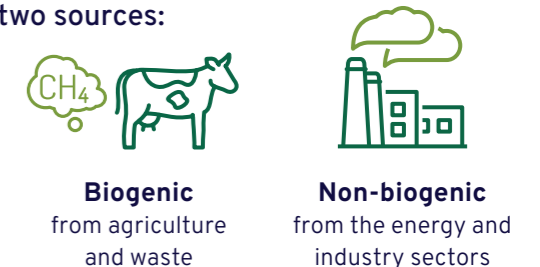 two sources:
CH4
Biogenic
from agriculture
and waste
Non-biogenic
from the energy and
industry sectors